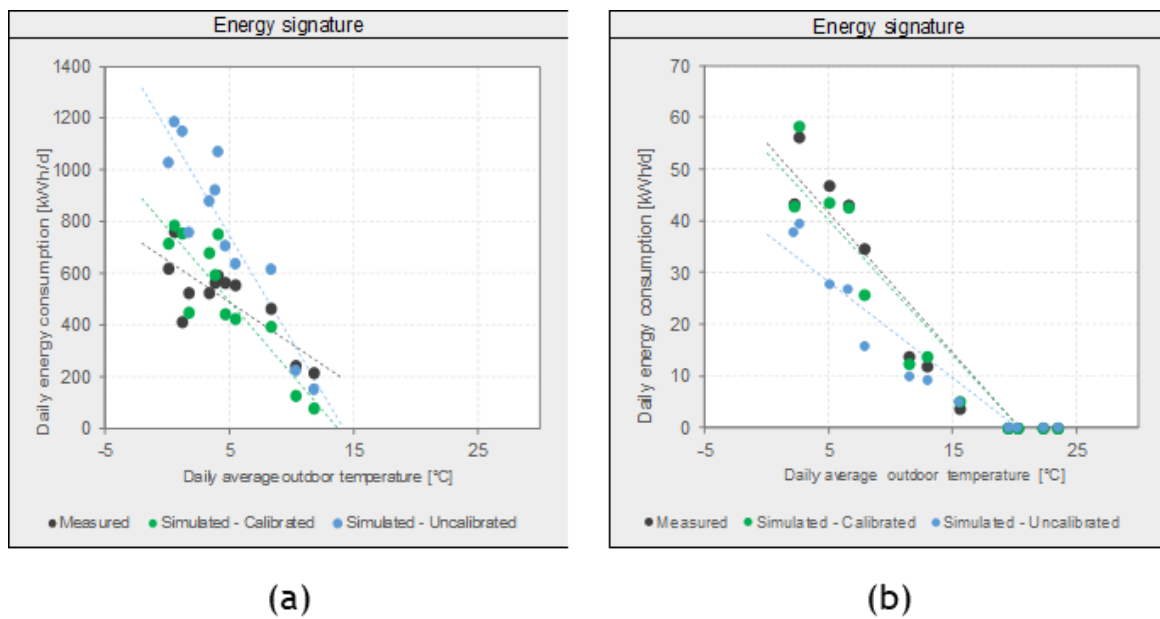 Energy signature
Daily energy consumption [kWh/d]
1400
1200
1000
800
600
400
200
0
-5
5
15
25
Daily average outdoor temperature [°C]
Measured
Simulated - Calibrated
Simulated - Uncalibrated
(a)
Energy signature
Daily energy consumption [kWh/d]
70
60
50
40
30
20
10
0
-5
5
15
25
Daily average outdoor temperature [°C]
Measured
Simulated - Calibrated
Simulated - Uncalibrated
(b)